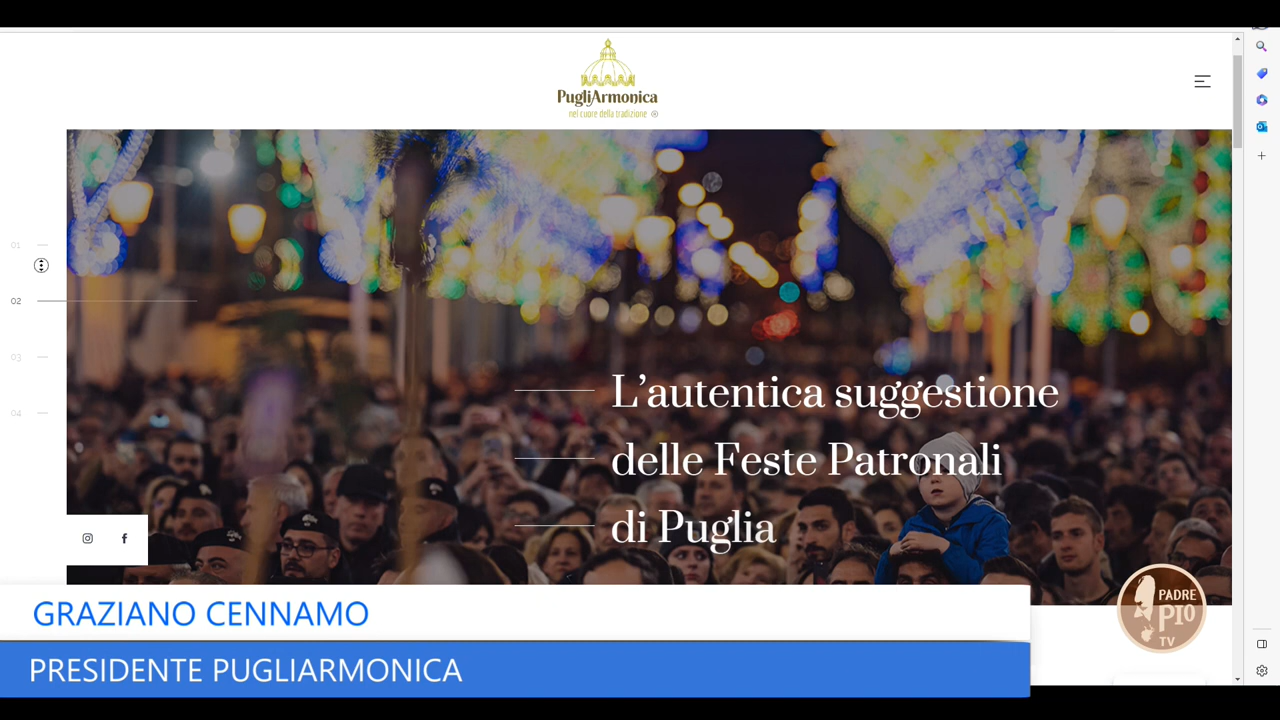 PugliArmonica
nel cuore della tradizione ®
01
02
03
04
L’autentica suggestione
delle Feste Patronali
di Puglia
GRAZIANO CENNAMO
PRESIDENTE PUGLIARMONICA
PADRE
PIO
TV